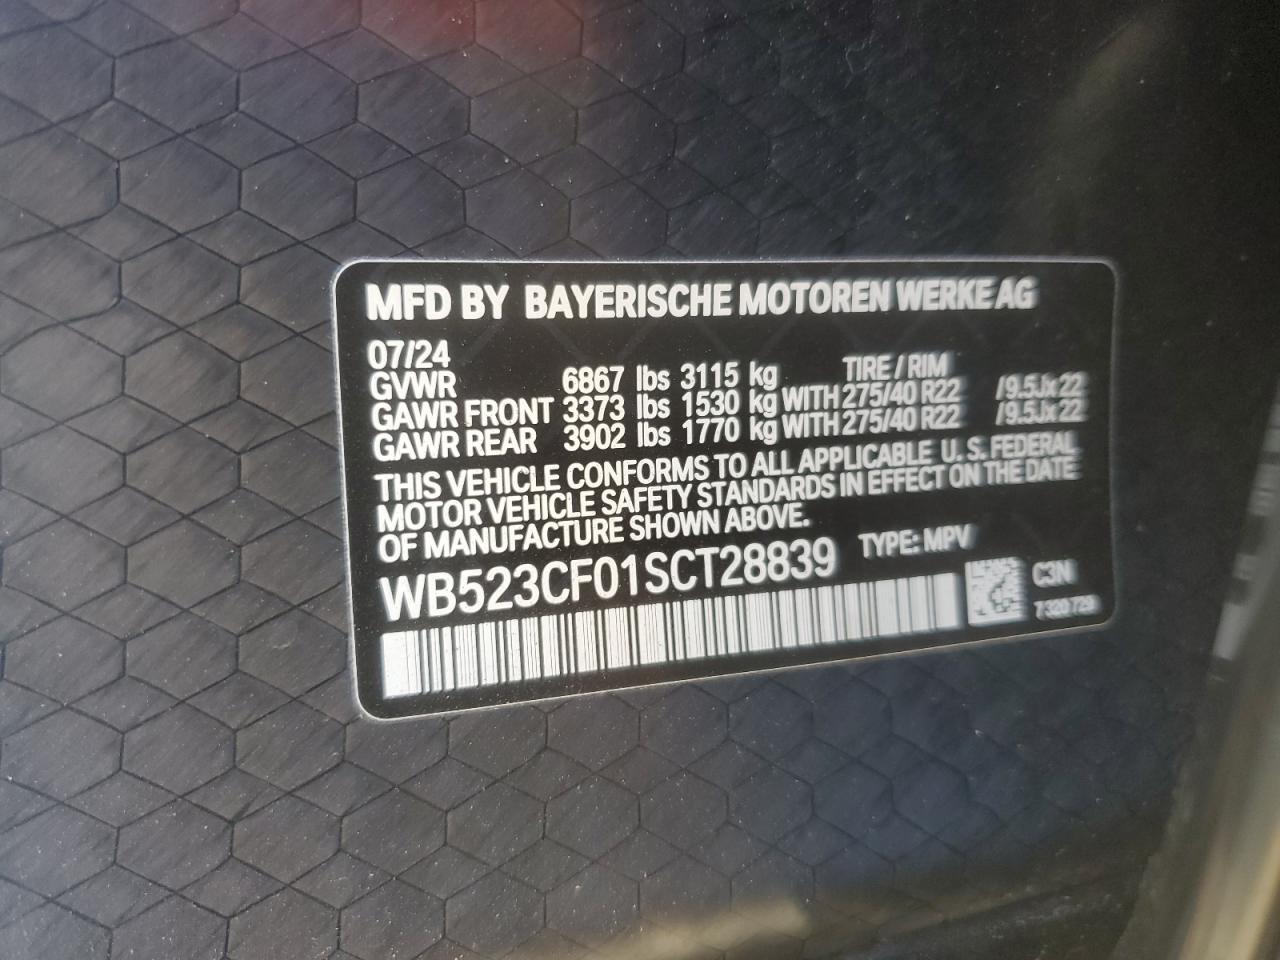 MFD BY BAYERISCHE MOTOREN WERKE AG
07/24
TIRE / RIM
GVWR 6867 lbs 3115 kg
GAWR FRONT 3373 lbs 1530 kg WITH 275/40 R22 /9.5Jx22
GAWR REAR 3902 lbs 1770 kg WITH 275/40 R22 /9.5Jx22
THIS VEHICLE CONFORMS TO ALL APPLICABLE U.S. FEDERAL
MOTOR VEHICLE SAFETY STANDARDS IN EFFECT ON THE DATE
OF MANUFACTURE SHOWN ABOVE.
WB523CF01SCT28839 TYPE: MPV
C3N
7 320 729